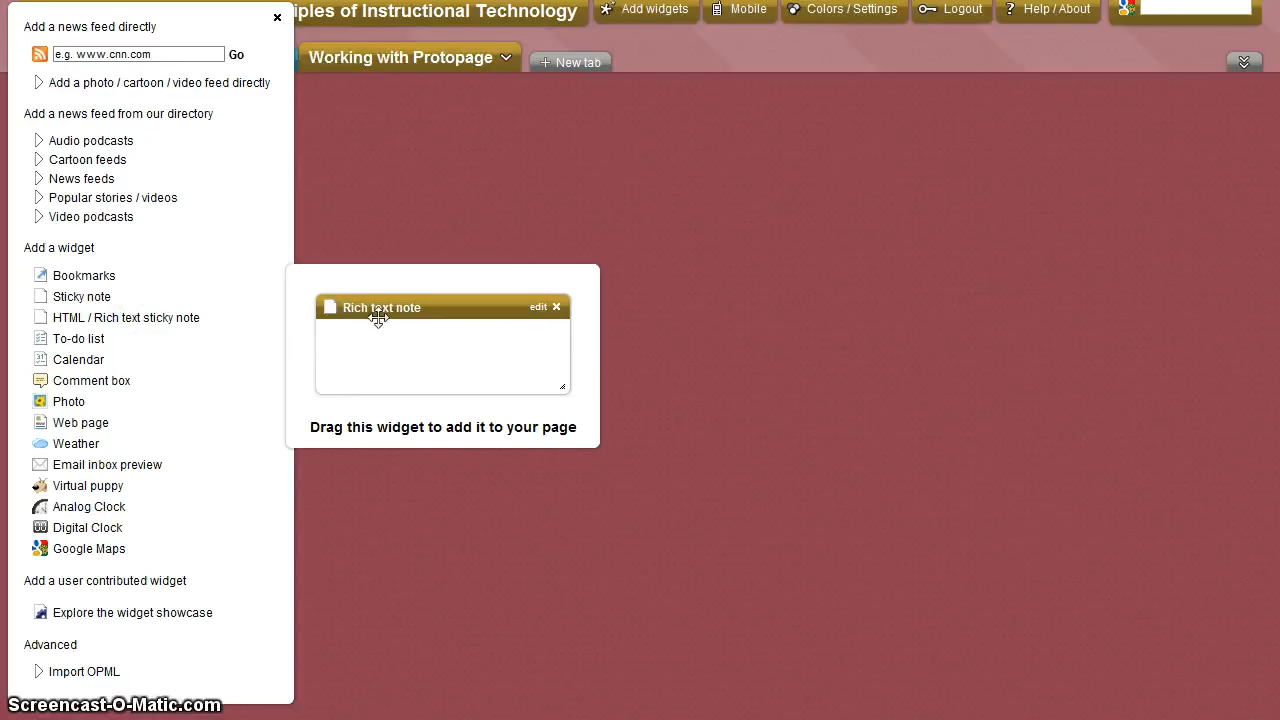 Add a news feed directly
e.g. www.cnn.com Go
Add a photo / cartoon / video feed directly
Add a news feed from our directory
Audio podcasts
Cartoon feeds
News feeds
Popular stories / videos
Video podcasts
Add a widget
Bookmarks
Sticky note
HTML / Rich text sticky note
To-do list
Calendar
Comment box
Photo
Web page
Weather
Email inbox preview
Virtual puppy
Analog Clock
Digital Clock
Google Maps
Add a user contributed widget
Explore the widget showcase
Advanced
Import OPML
iples of Instructional Technology
Add widgets
Mobile
Colors / Settings
Logout
? Help / About
Working with Protopage
+ New tab
Rich text note edit
Drag this widget to add it to your page
Screencast-O-Matic.com